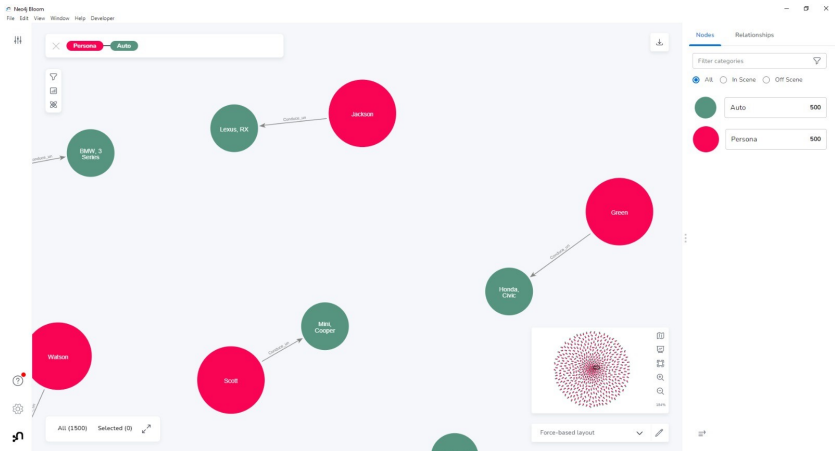 Neo4j Bloom
File Edit View Window Help Developer
Persona Auto
Nodes Relationships
Filter categories
All In Scene Off Scene
Auto 500
Persona 500
Jackson
Lexus, RX
BMW, 3
Series
Green
Honda,
Civic
Mini,
Cooper
Watson
Scott
All (1500) Selected (0)
Force-based layout